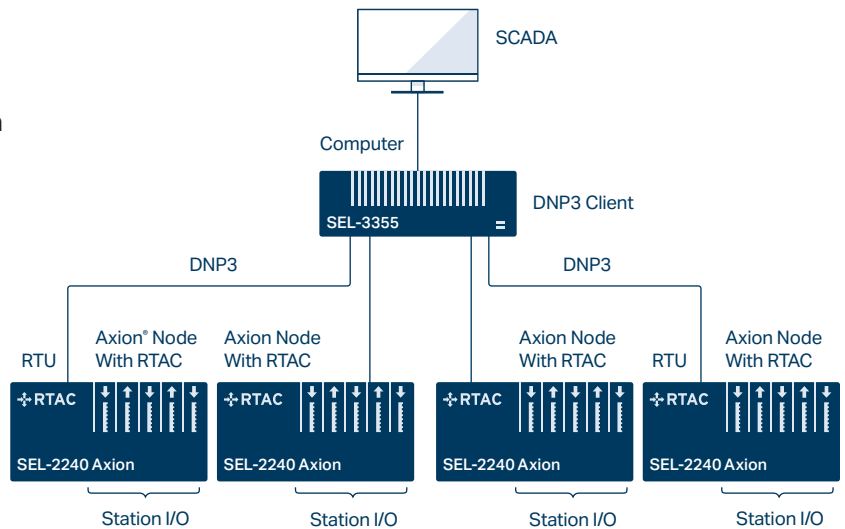 SCADA
Computer
SEL-3355
DNP3 Client
DNP3
DNP3
RTU
Axion® Node
With RTAC
Axion Node
With RTAC
Axion Node
With RTAC
RTU
Axion Node
With RTAC
RTAC
SEL-2240 Axion
RTAC
SEL-2240 Axion
RTAC
SEL-2240 Axion
RTAC
SEL-2240 Axion
Station I/O
Station I/O
Station I/O
Station I/O